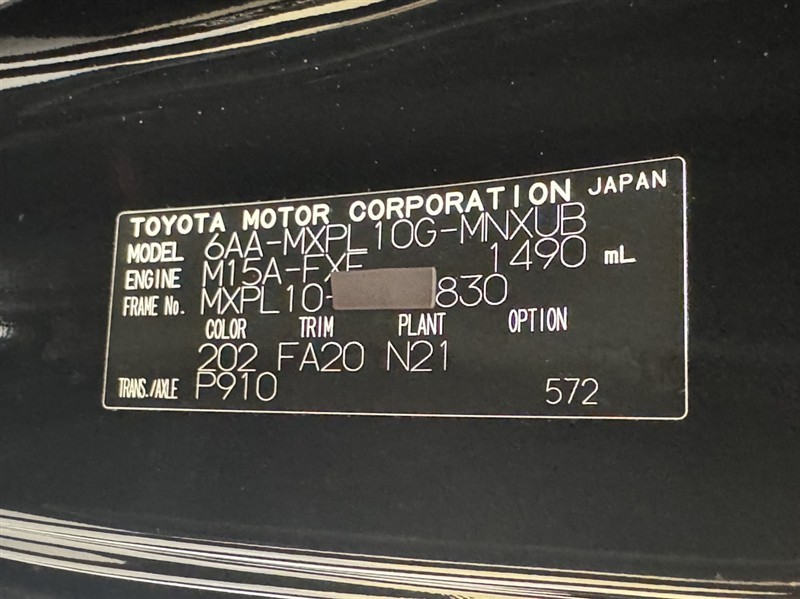 TOYOTA MOTOR CORPORATION JAPAN
MODEL 6AA-MXPL10G-MNXUB
ENGINE M15A-FXE 1490 mL
FRAME No. MXPL10- 830
COLOR TRIM PLANT OPTION
202 FA20 N21
TRANS./AXLE P910 572